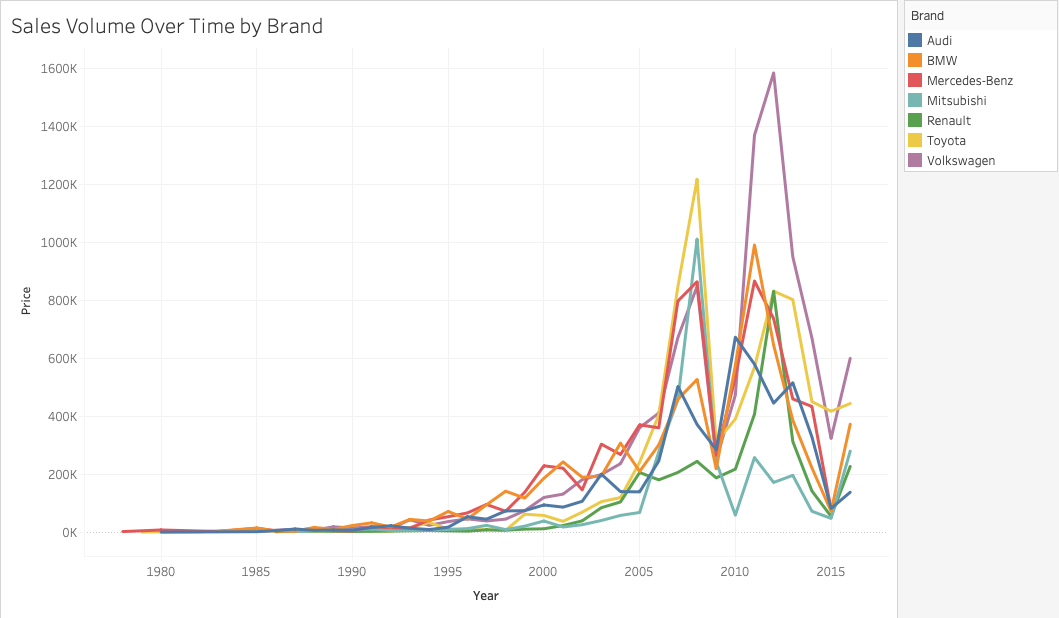 Sales Volume Over Time by Brand
Brand
Audi
BMW
Mercedes-Benz
Mitsubishi
Renault
Toyota
Volkswagen
Price
1600K
1400K
1200K
1000K
800K
600K
400K
200K
0K
1980 1985 1990 1995 2000 2005 2010 2015
Year